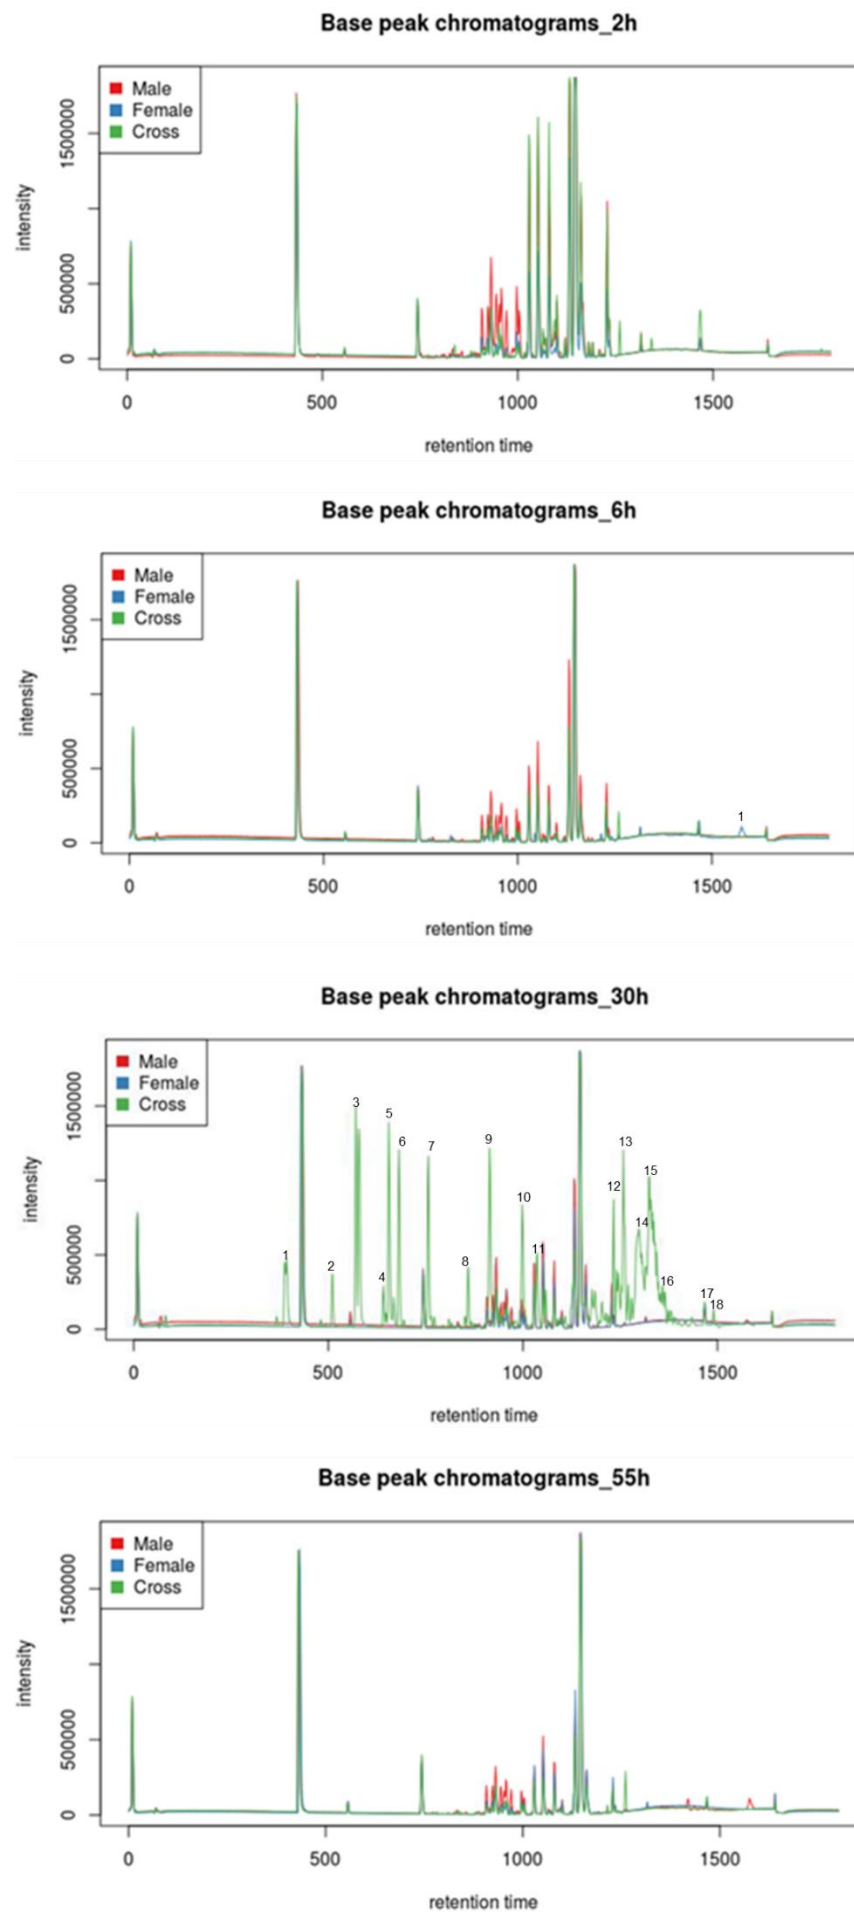 Base peak chromatograms_2h
Male
Female
Cross
intensity
1500000
500000
0
0 500 1000 1500
retention time
Base peak chromatograms_6h
Male
Female
Cross
intensity
1500000
500000
0
1
0 500 1000 1500
retention time
Base peak chromatograms_30h
Male
Female
Cross
intensity
1500000
500000
0
1 2 3 4 5 6 7 8 9 10 11 12 13 14 15 16 17 18
0 500 1000 1500
retention time
Base peak chromatograms_55h
Male
Female
Cross
intensity
1500000
500000
0
0 500 1000 1500
retention time